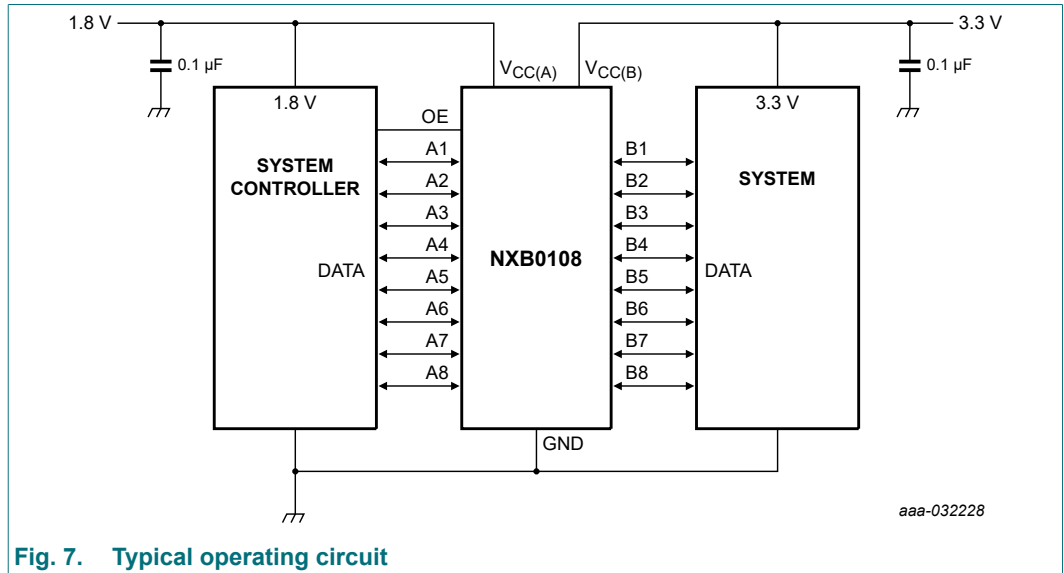 1.8 V
3.3 V
0.1 µF
VCC(A)
VCC(B)
0.1 µF
1.8 V
3.3 V
OE
A1
B1
SYSTEM
CONTROLLER
SYSTEM
A2
B2
A3
B3
A4
B4
NXB0108
DATA
DATA
A5
B5
A6
B6
A7
B7
A8
B8
GND
aaa-032228
Fig. 7. Typical operating circuit